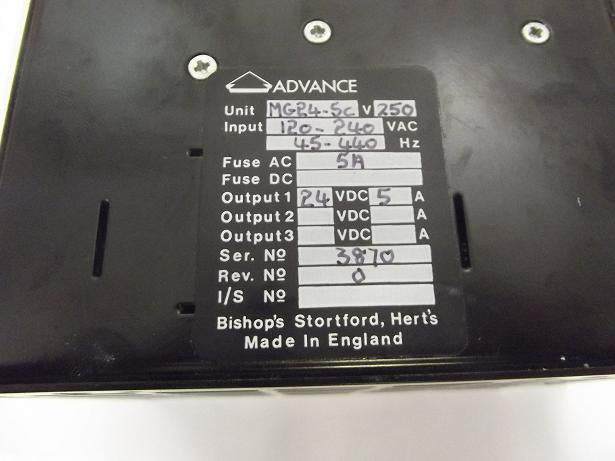 ADVANCE
Unit MG24-5C V 250
Input 120-240 VAC
45-440 Hz
Fuse AC 5A
Fuse DC
Output 1 24 VDC 5 A
Output 2 VDC A
Output 3 VDC A
Ser. Nº 3870
Rev. Nº 0
I/S Nº
Bishop's Stortford, Hert's
Made In England